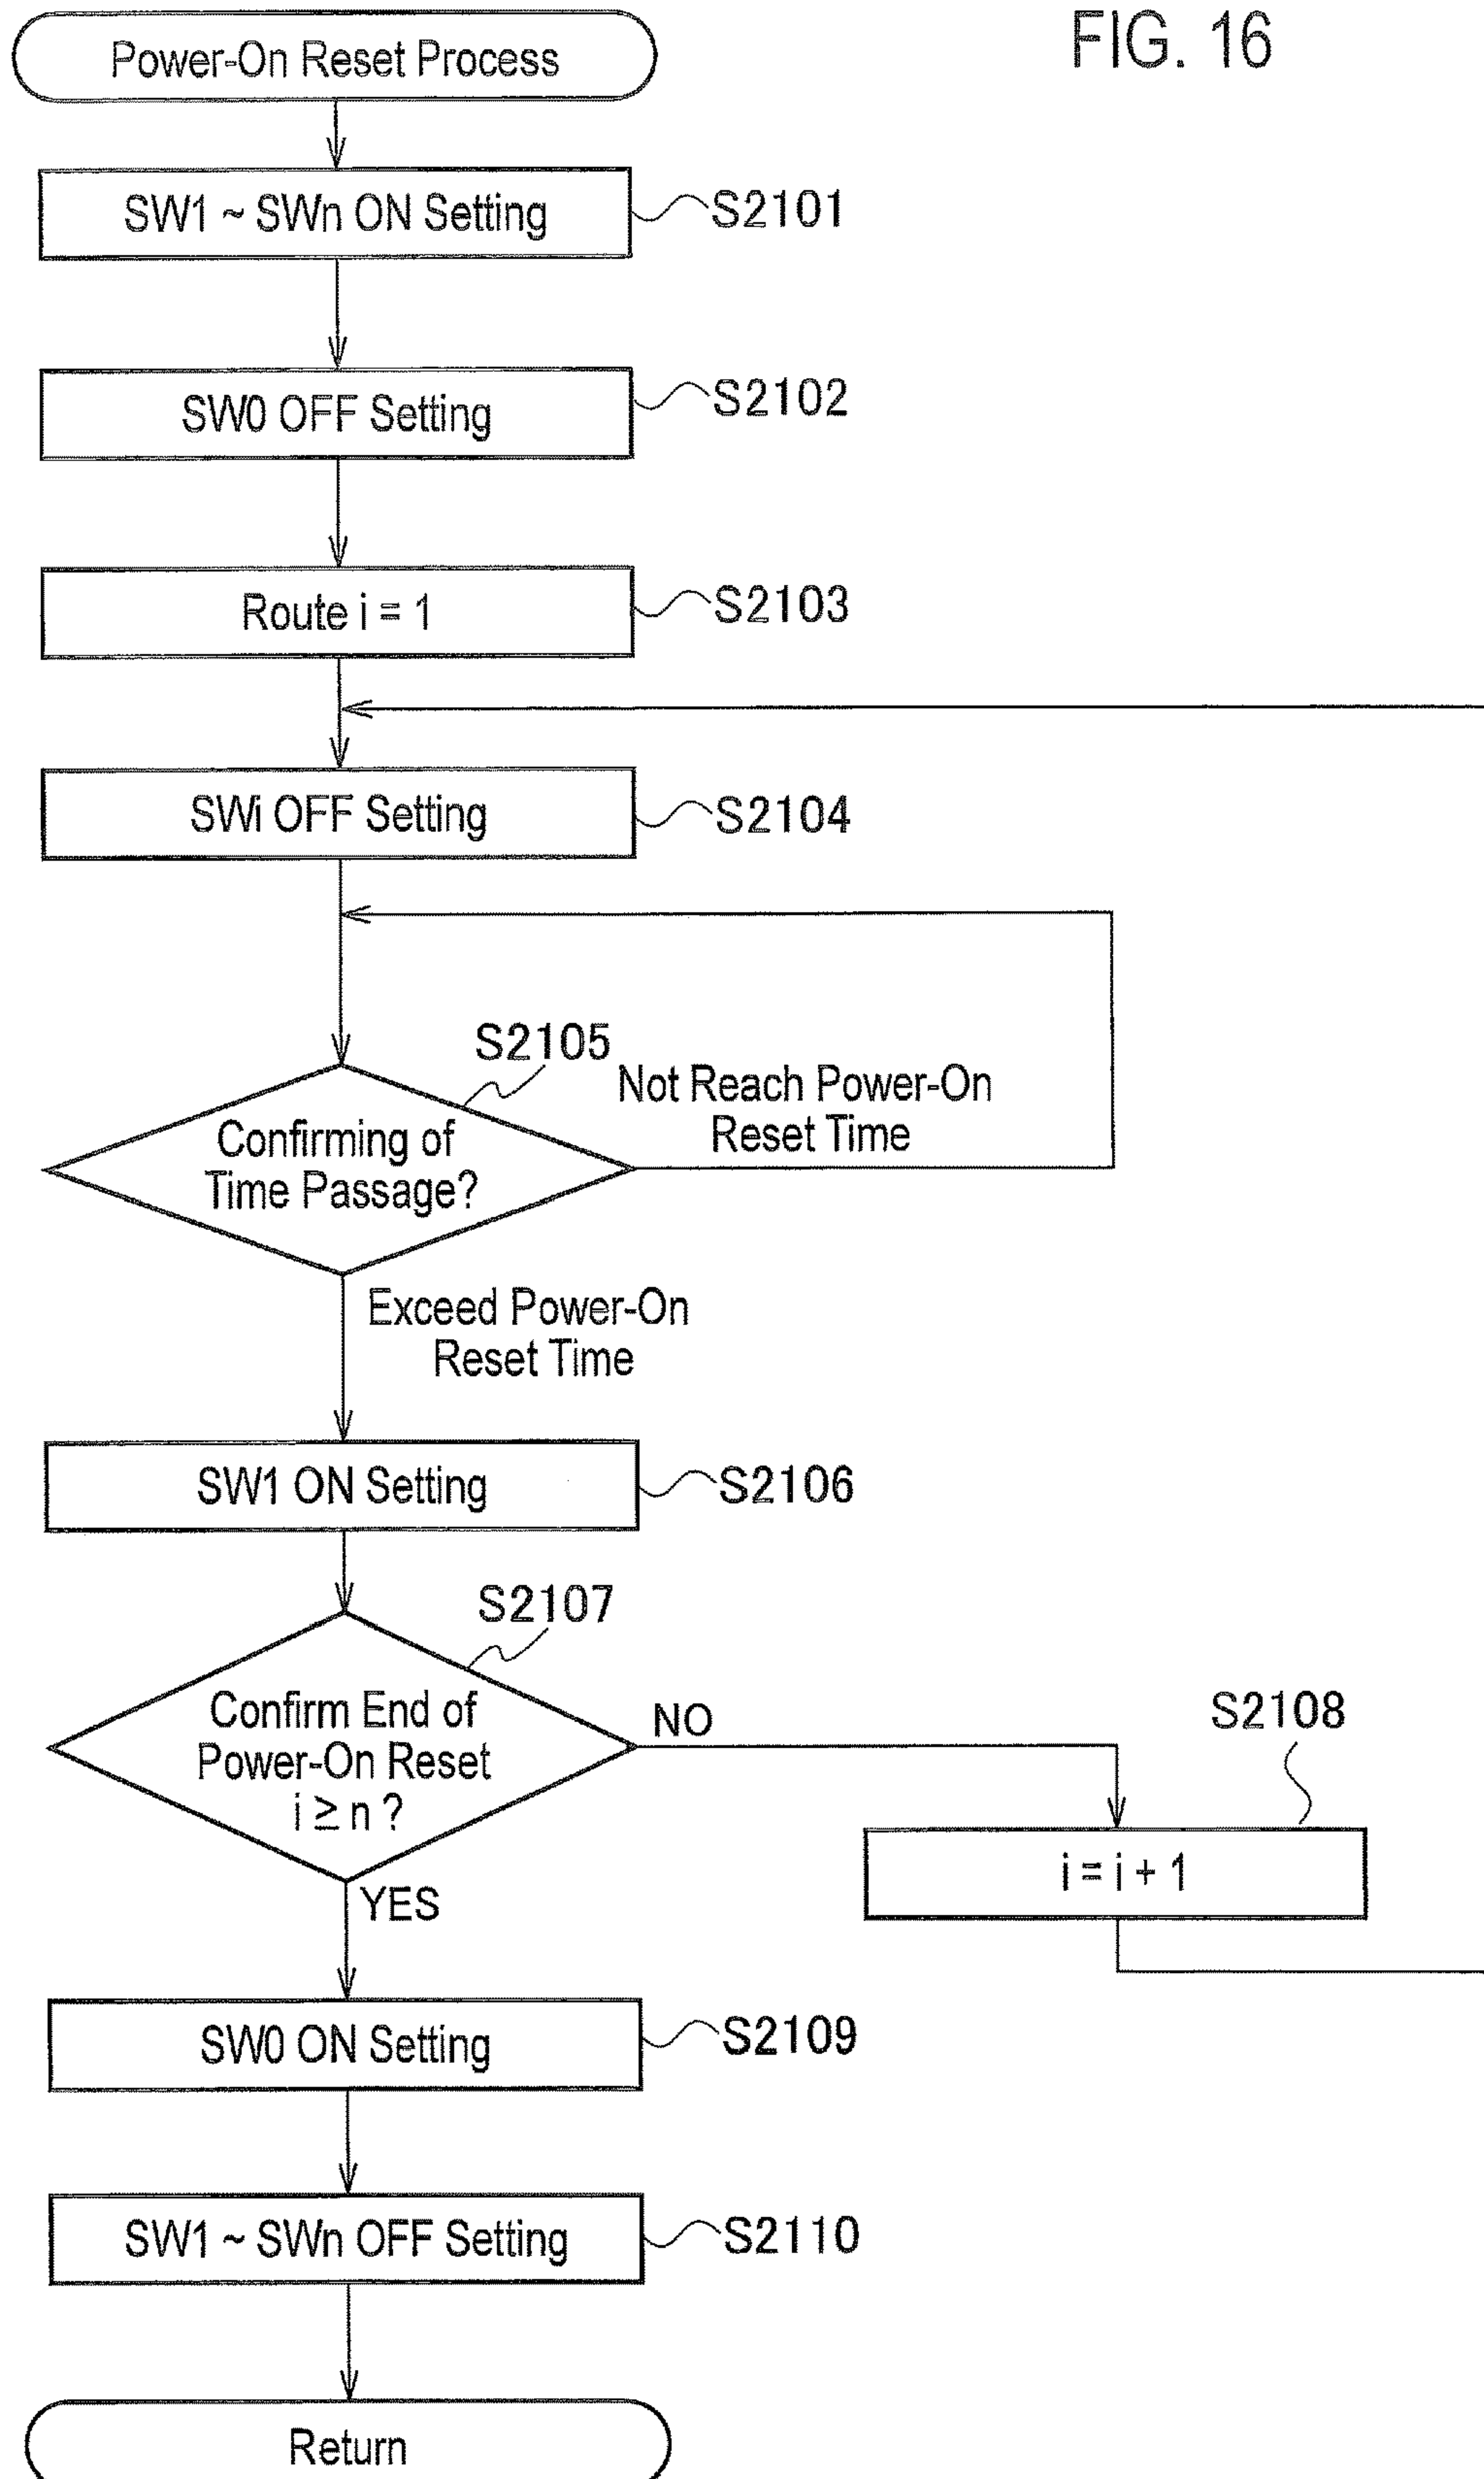 FIG. 16
Power-On Reset Process
SW1 ~ SWn ON Setting
S2101
SW0 OFF Setting
S2102
Route i = 1
S2103
SWi OFF Setting
S2104
S2105
Confirming of
Time Passage?
Not Reach Power-On
Reset Time
Exceed Power-On
Reset Time
SW1 ON Setting
S2106
S2107
Confirm End of
Power-On Reset
i ≥ n ?
NO
S2108
i = i + 1
YES
SW0 ON Setting
S2109
SW1 ~ SWn OFF Setting
S2110
Return